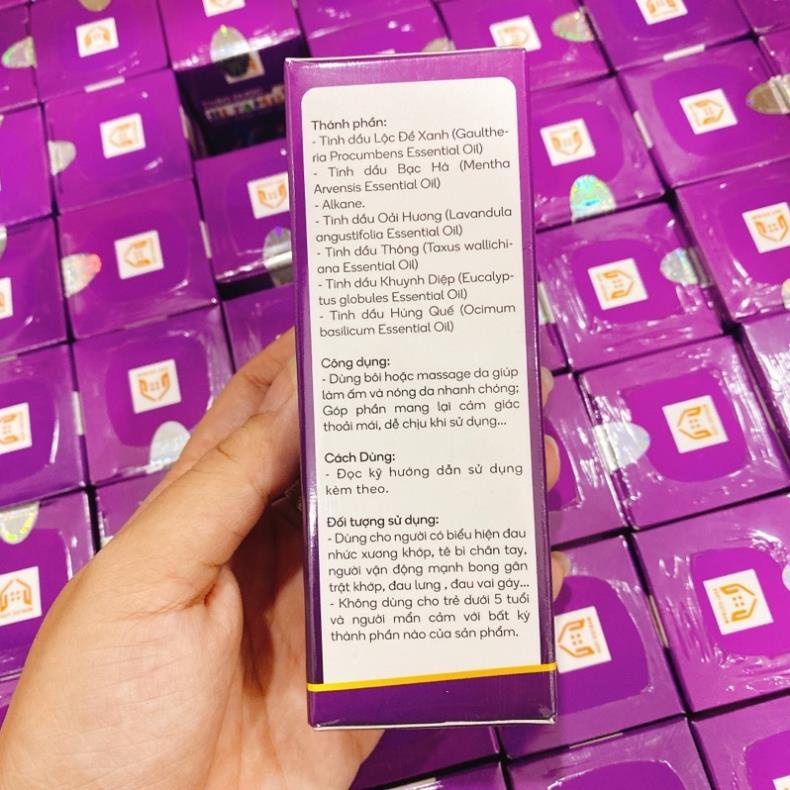 Thành phần:
- Tinh dầu Lộc Đề Xanh (Gaulthe-
ria Procumbens Essential Oil)
- Tinh dầu Bạc Hà (Mentha
Arvensis Essential Oil)
- Alkane.
- Tinh dầu Oải Hương (Lavandula
angustifolia Essential Oil)
- Tinh dầu Thông (Taxus wallichi-
ana Essential Oil)
- Tinh dầu Khuynh Diệp (Eucalyp-
tus globules Essential Oil)
- Tinh dầu Húng Quế (Ocimum
basilicum Essential Oil)
Công dụng:
- Dùng bôi hoặc massage da giúp
làm ấm và nóng da nhanh chóng;
Góp phần mang lại cảm giác
thoải mái, dễ chịu khi sử dụng...
Cách Dùng:
- Đọc kỹ hướng dẫn sử dụng
kèm theo.
Đối tượng sử dụng:
- Dùng cho người có biểu hiện đau
nhức xương khớp, tê bì chân tay,
người vận động mạnh bong gân
trật khớp, đau lưng , đau vai gáy...
- Không dùng cho trẻ dưới 5 tuổi
và người mẩn cảm với bất kỳ
thành phần nào của sản phẩm.